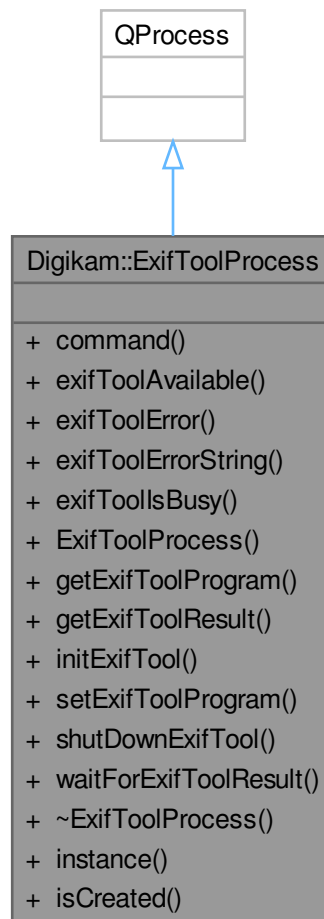 QProcess
Digikam::ExifToolProcess
+ command()
+ exifToolAvailable()
+ exifToolError()
+ exifToolErrorString()
+ exifToolIsBusy()
+ ExifToolProcess()
+ getExifToolProgram()
+ getExifToolResult()
+ initExifTool()
+ setExifToolProgram()
+ shutDownExifTool()
+ waitForExifToolResult()
+ ~ExifToolProcess()
+ instance()
+ isCreated()